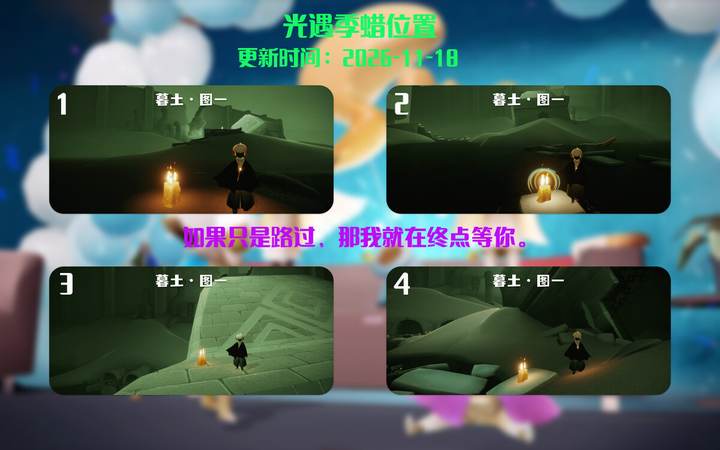 光遇季蜡位置
更新时间：2026-11-18
1 暮土·图一
2 暮土·图一
如果只是路过，那我就在终点等你。
3 暮土·图一
4 暮土·图一